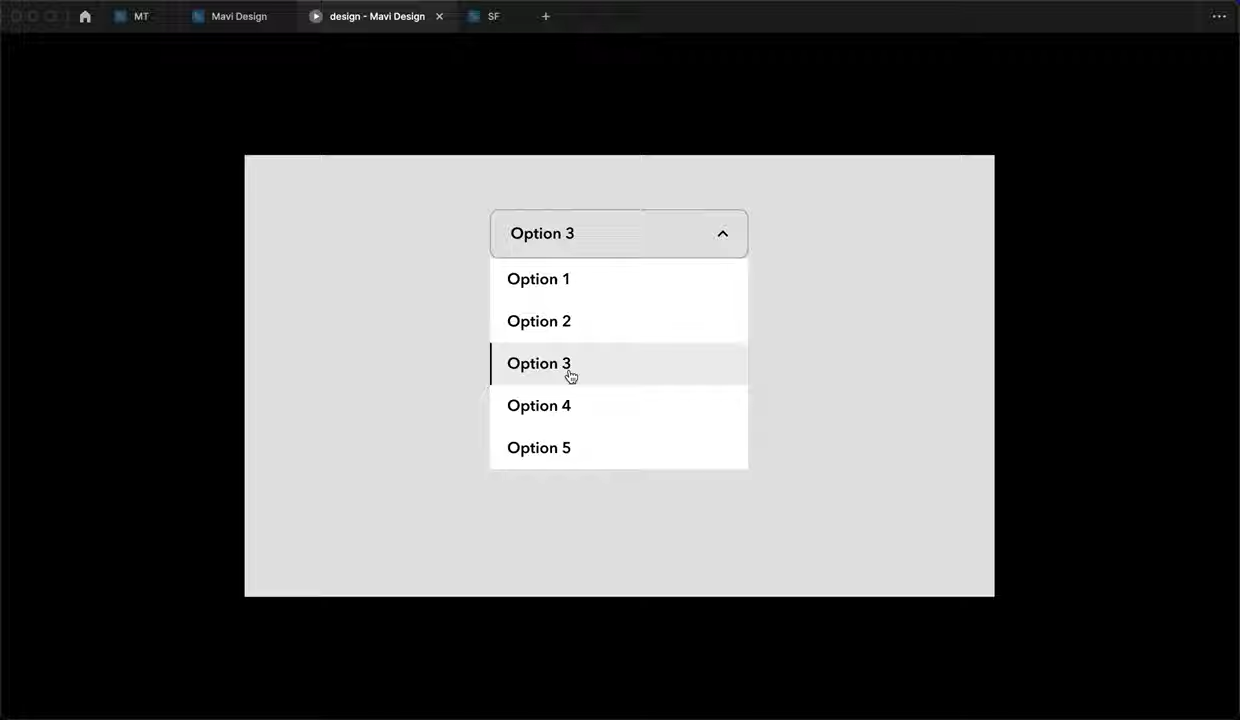 MT
Mavi Design
design - Mavi Design
SF
Option 3
Option 1
Option 2
Option 3
Option 4
Option 5